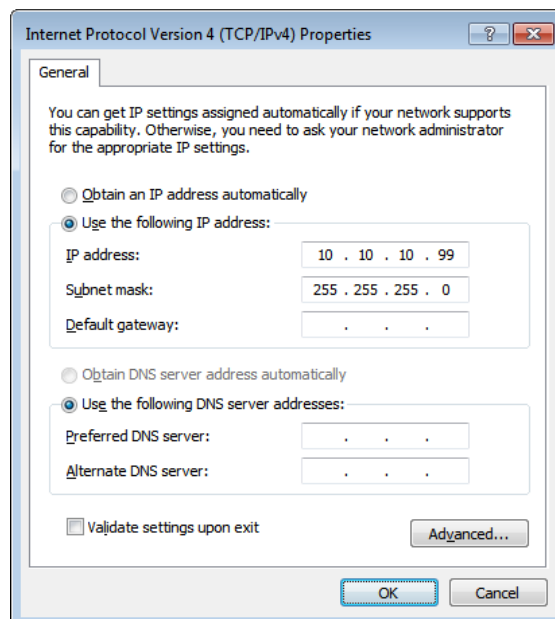 Internet Protocol Version 4 (TCP/IPv4) Properties
General
You can get IP settings assigned automatically if your network supports
this capability. Otherwise, you need to ask your network administrator
for the appropriate IP settings.
Obtain an IP address automatically
Use the following IP address:
IP address: 10 . 10 . 10 . 99
Subnet mask: 255 . 255 . 255 . 0
Default gateway: . . .
Obtain DNS server address automatically
Use the following DNS server addresses:
Preferred DNS server: . . .
Alternate DNS server: . . .
Validate settings upon exit
Advanced...
OK Cancel